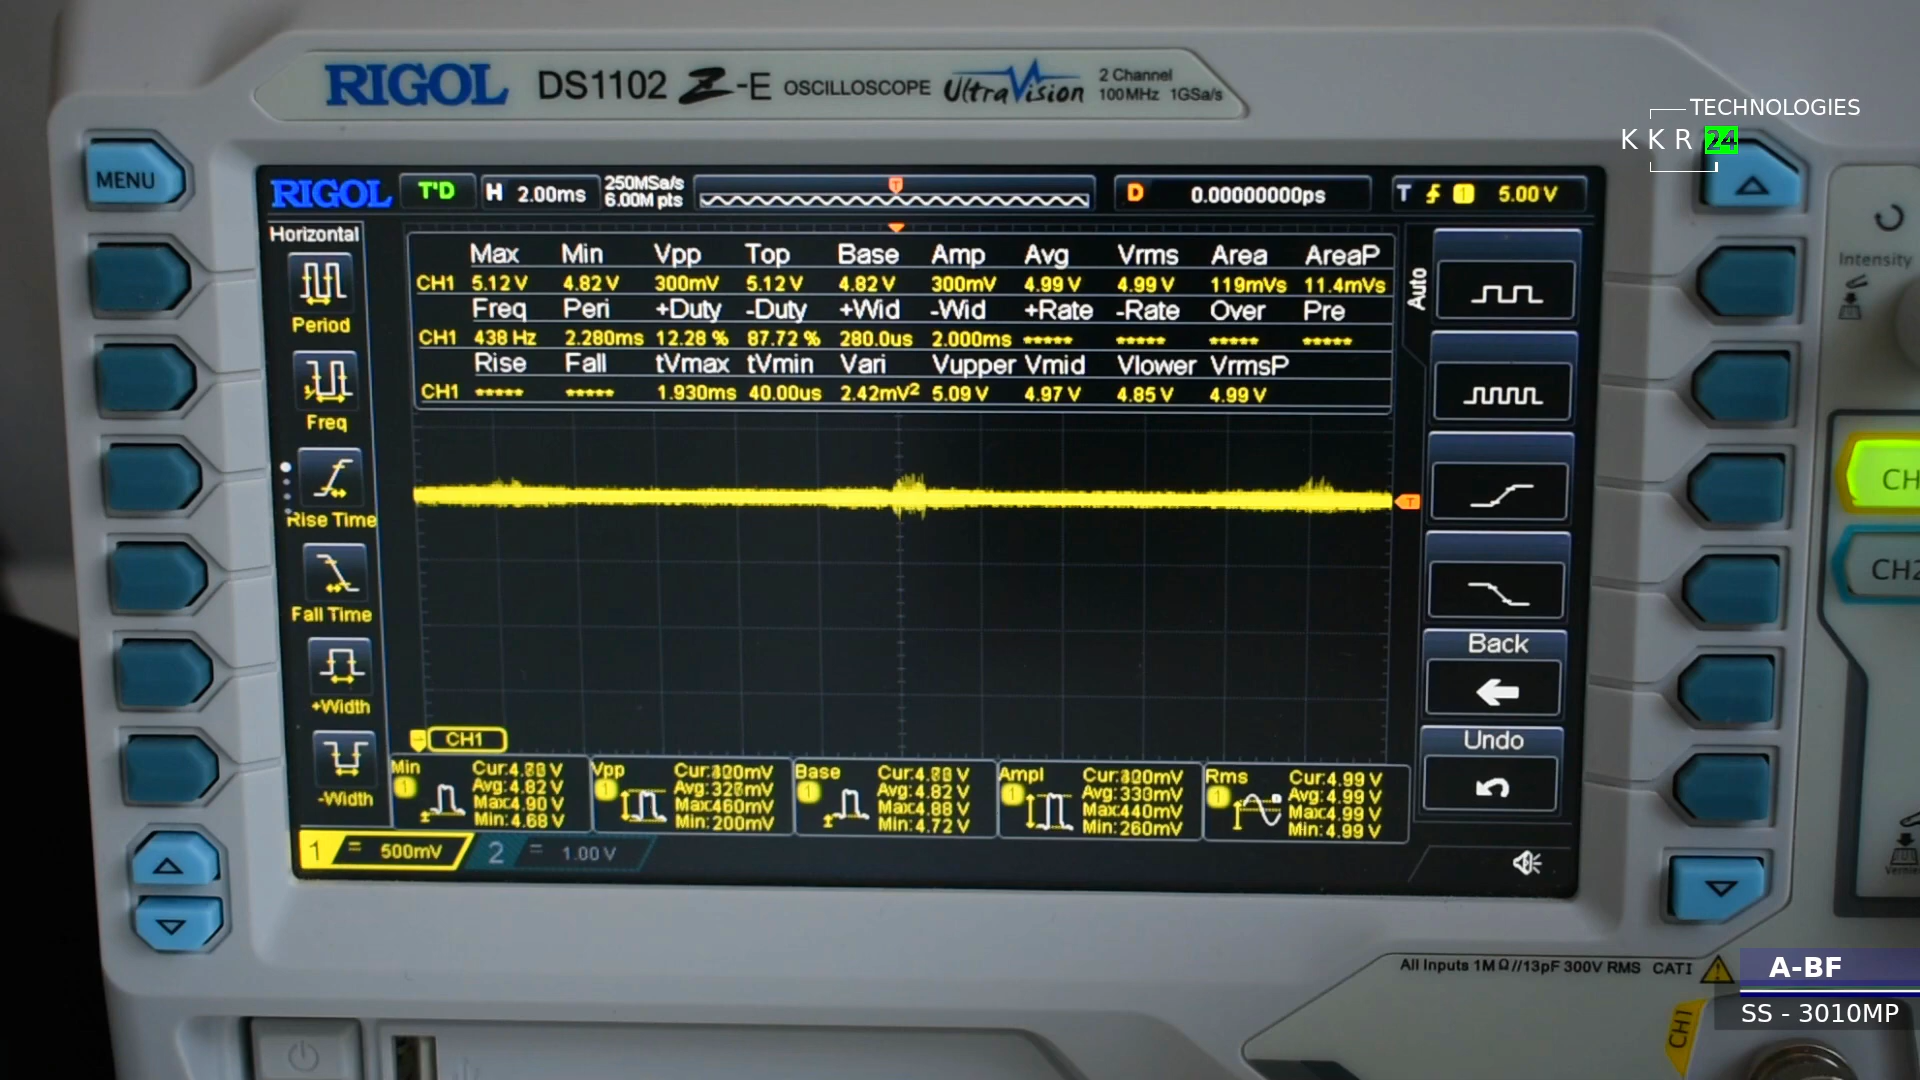 RIGOL DS1102 Z-E OSCILLOSCOPE UltraVision 2 Channel
100MHz 1GSa/s
TECHNOLOGIES
KKR 24
MENU
RIGOL T'D H 2.00ms 250MSa/s
6.00M pts
T
D 0.00000000ps T 1 5.00 V
Horizontal
Max Min Vpp Top Base Amp Avg Vrms Area AreaP
CH1 5.12 V 4.82 V 300mV 5.12 V 4.82 V 300mV 4.99 V 4.99 V 119mVs 11.4mVs
Freq Peri +Duty -Duty +Wid -Wid +Rate -Rate Over Pre
CH1 438 Hz 2.280ms 12.28 % 87.72 % 280.0us 2.000ms ***** ***** ***** *****
Rise Fall tVmax tVmin Vari Vupper Vmid Vlower VrmsP
CH1 ***** ***** 1.930ms 40.00us 2.42mV² 5.09 V 4.97 V 4.85 V 4.99 V
Auto
Period
Freq
Rise Time
Fall Time
+Width
-Width
T
Back
Undo
CH1
Min
1
Avg:4.82 V
Max:4.90 V
Min:4.68 V
Vpp
1
Max:460mV
Min:200mV
Base
1
Avg:4.82 V
Max:4.88 V
Min:4.72 V
Ampl
1
Avg:330mV
Max:440mV
Min:260mV
Rms
1
Cur:4.99 V
Avg:4.99 V
Max:4.99 V
Min:4.99 V
1 = 500mV 2 = 1.00 V
Intensity
CH
CH2
All Inputs 1MΩ//13pF 300V RMS CATI
CH1
A-BF
SS - 3010MP